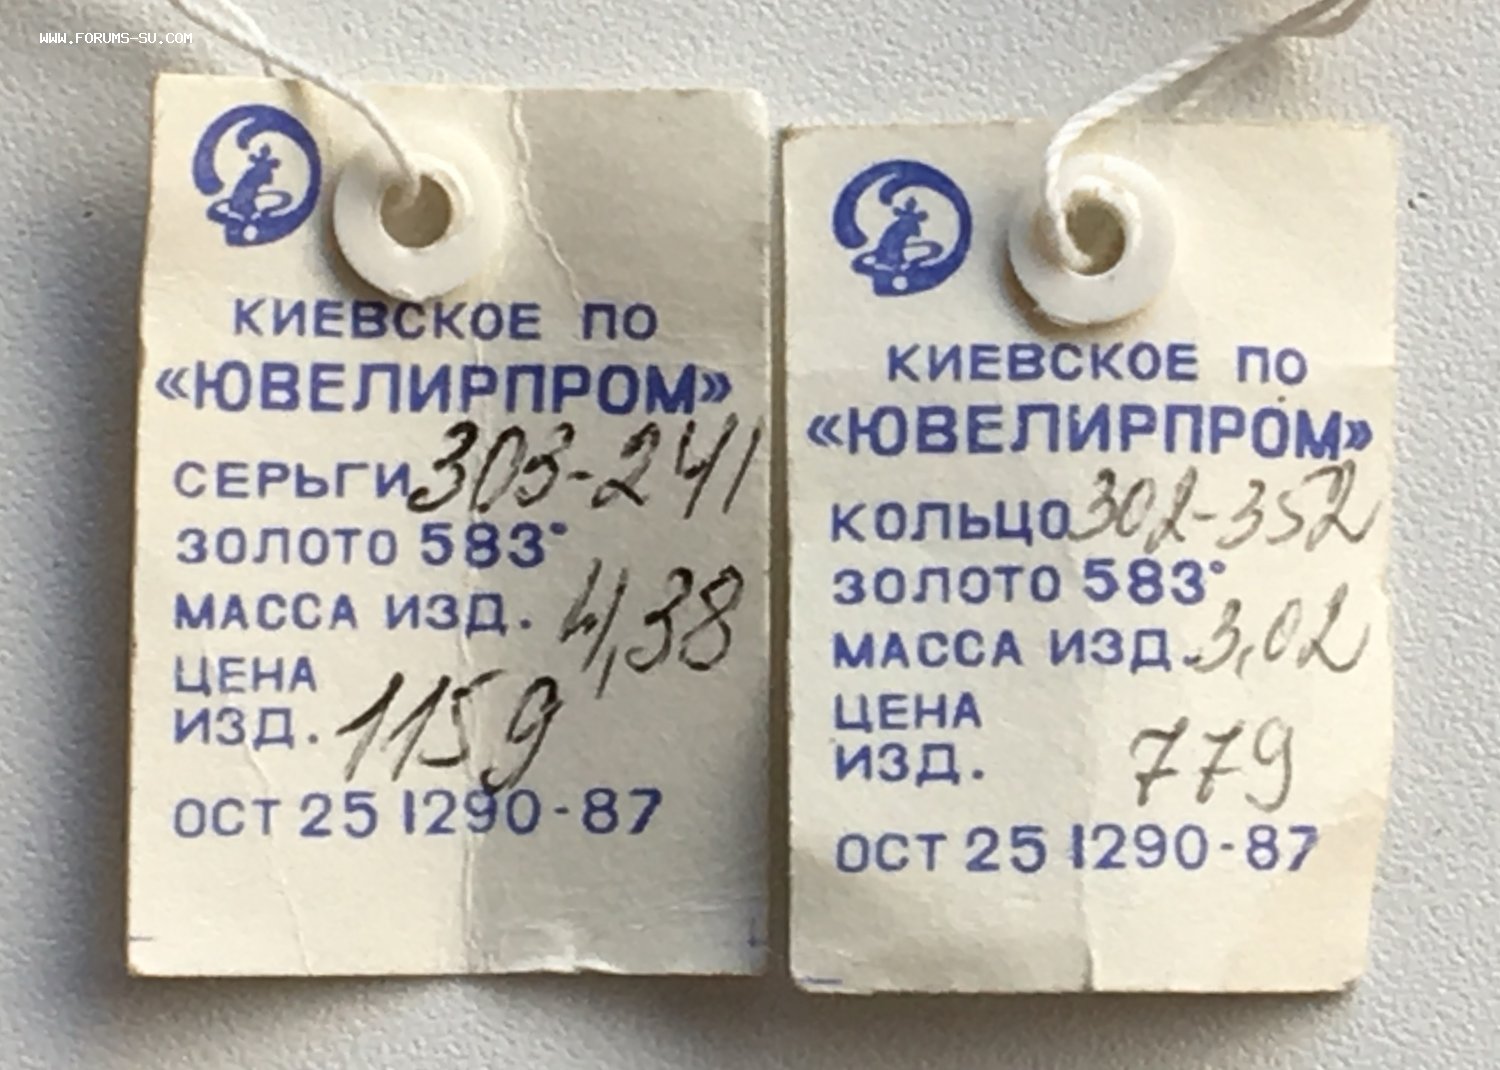 WWW.FORUMS-SU.COM
КИЕВСКОЕ ПО
«ЮВЕЛИРПРОМ»
СЕРЬГИ 303-241
ЗОЛОТО 583°
МАССА ИЗД. 4,38
ЦЕНА
ИЗД. 1159
ОСТ 25 1290-87
КИЕВСКОЕ ПО
«ЮВЕЛИРПРОМ»
КОЛЬЦО 302-352
ЗОЛОТО 583°
МАССА ИЗД. 3,02
ЦЕНА
ИЗД. 779
ОСТ 25 1290-87